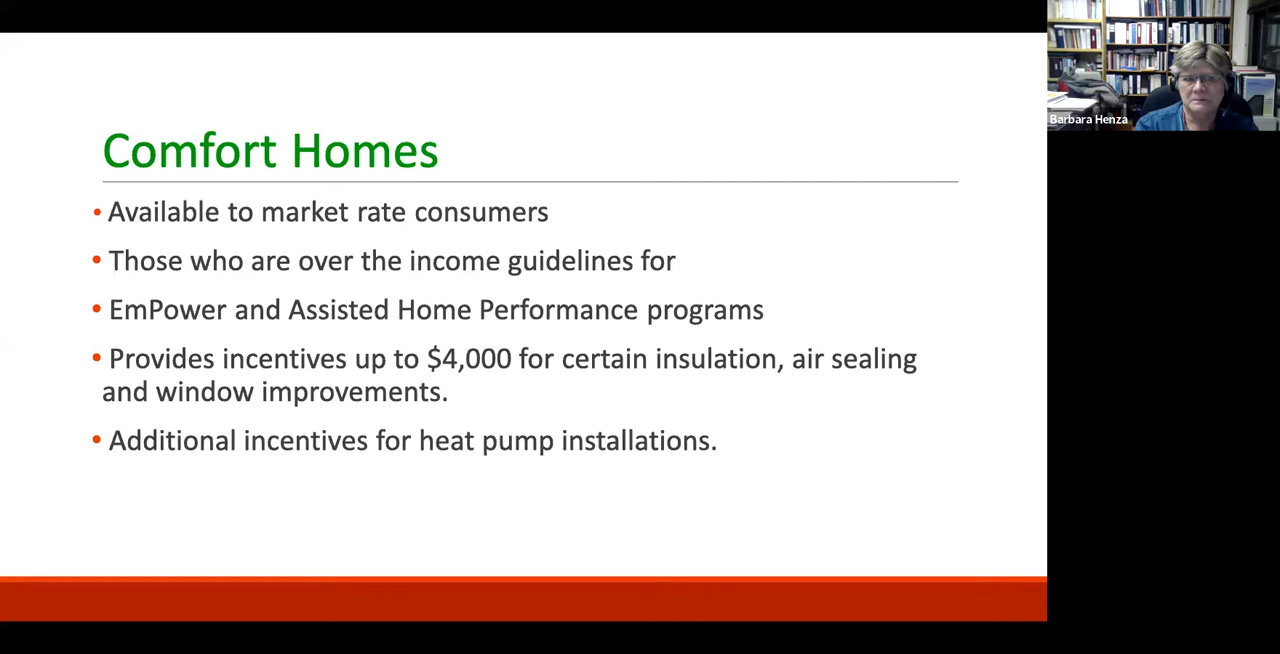 Comfort Homes
• Available to market rate consumers
• Those who are over the income guidelines for
• EmPower and Assisted Home Performance programs
• Provides incentives up to $4,000 for certain insulation, air sealing
and window improvements.
• Additional incentives for heat pump installations.
Barbara Henza